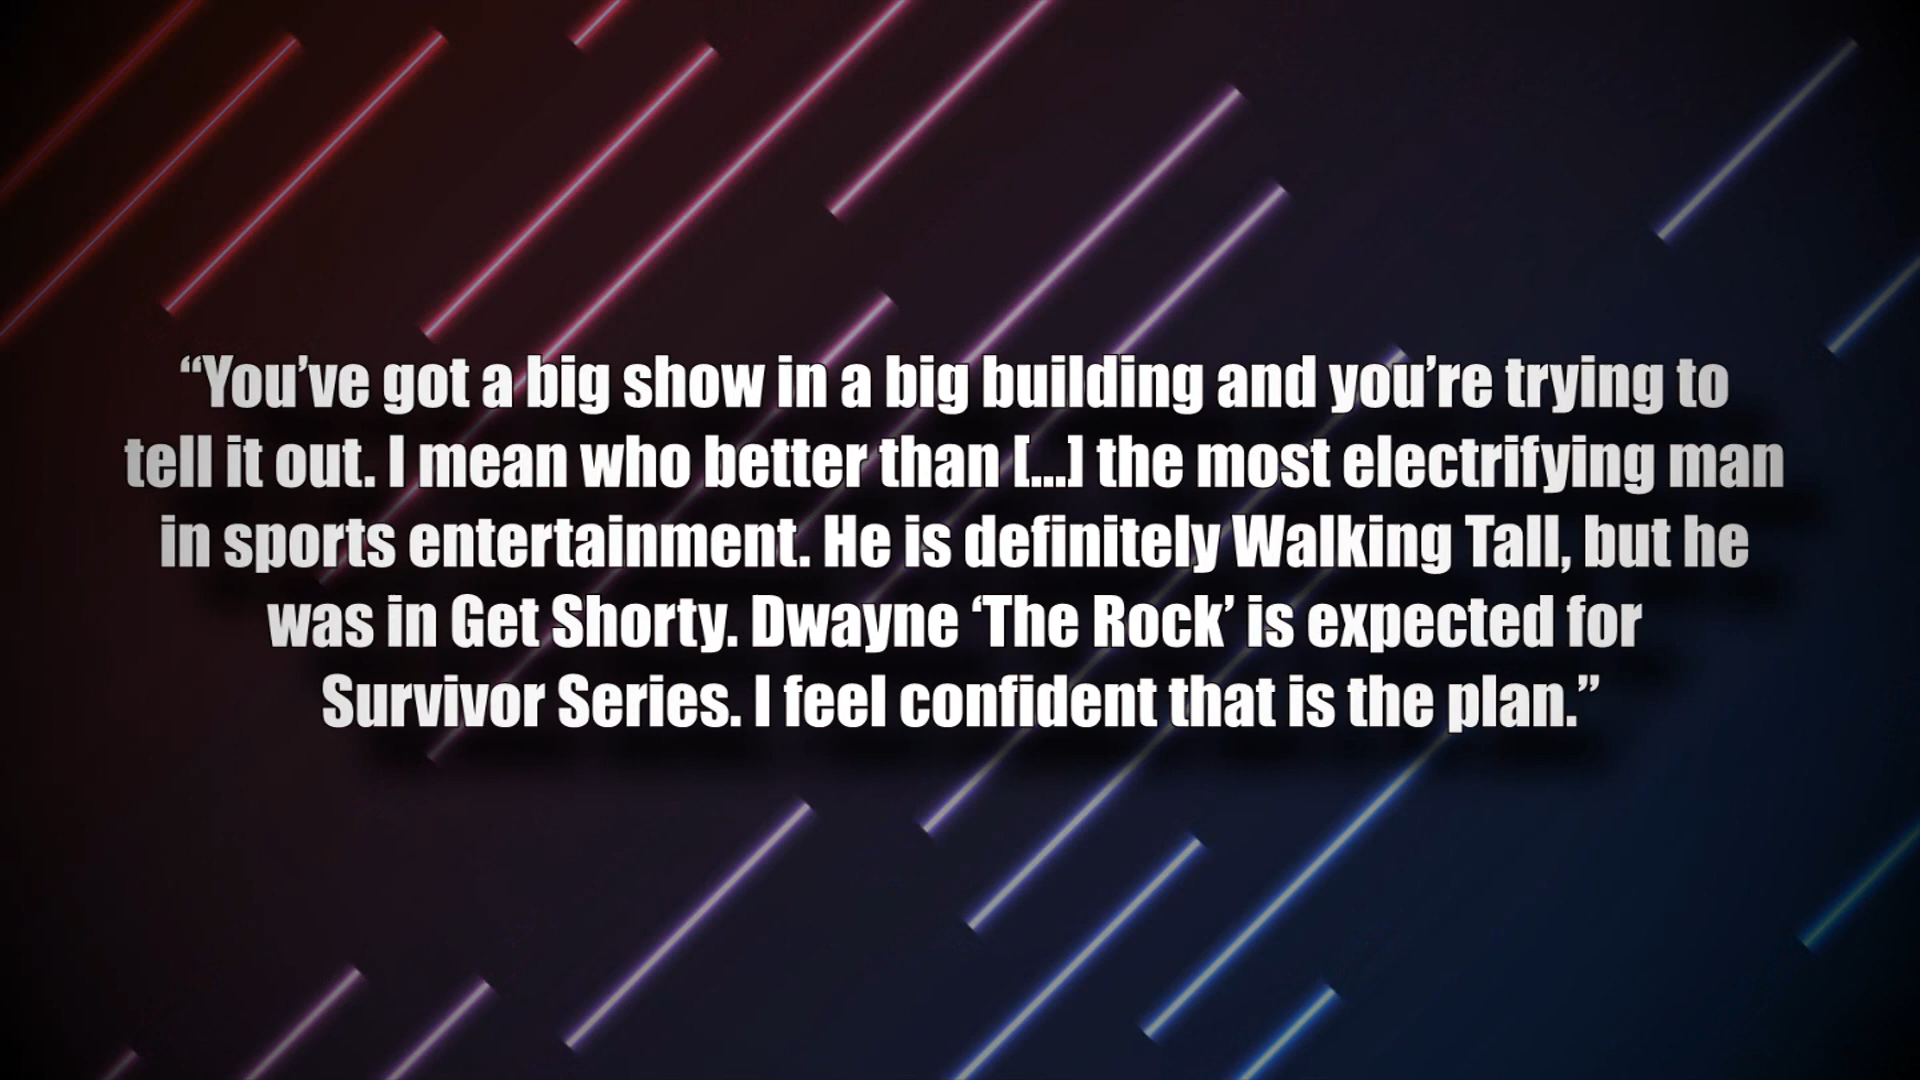 “You’ve got a big show in a big building and you’re trying to
tell it out. I mean who better than [...] the most electrifying man
in sports entertainment. He is definitely Walking Tall, but he
was in Get Shorty. Dwayne ‘The Rock’ is expected for
Survivor Series. I feel confident that is the plan.”